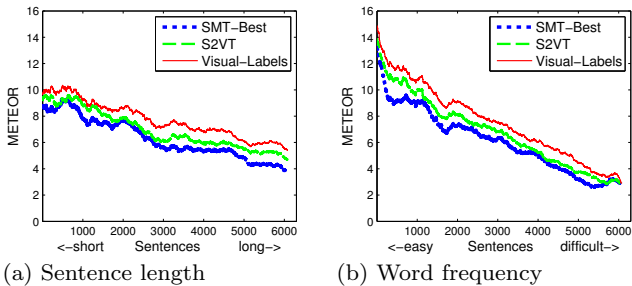 16
14
12
10
8
6
4
2
0
METEOR
SMT−Best
S2VT
Visual−Labels
1000 2000 3000 4000 5000 6000
<−short Sentences long−>
(a) Sentence length
16
14
12
10
8
6
4
2
0
METEOR
SMT−Best
S2VT
Visual−Labels
1000 2000 3000 4000 5000 6000
<−easy Sentences difficult−>
(b) Word frequency